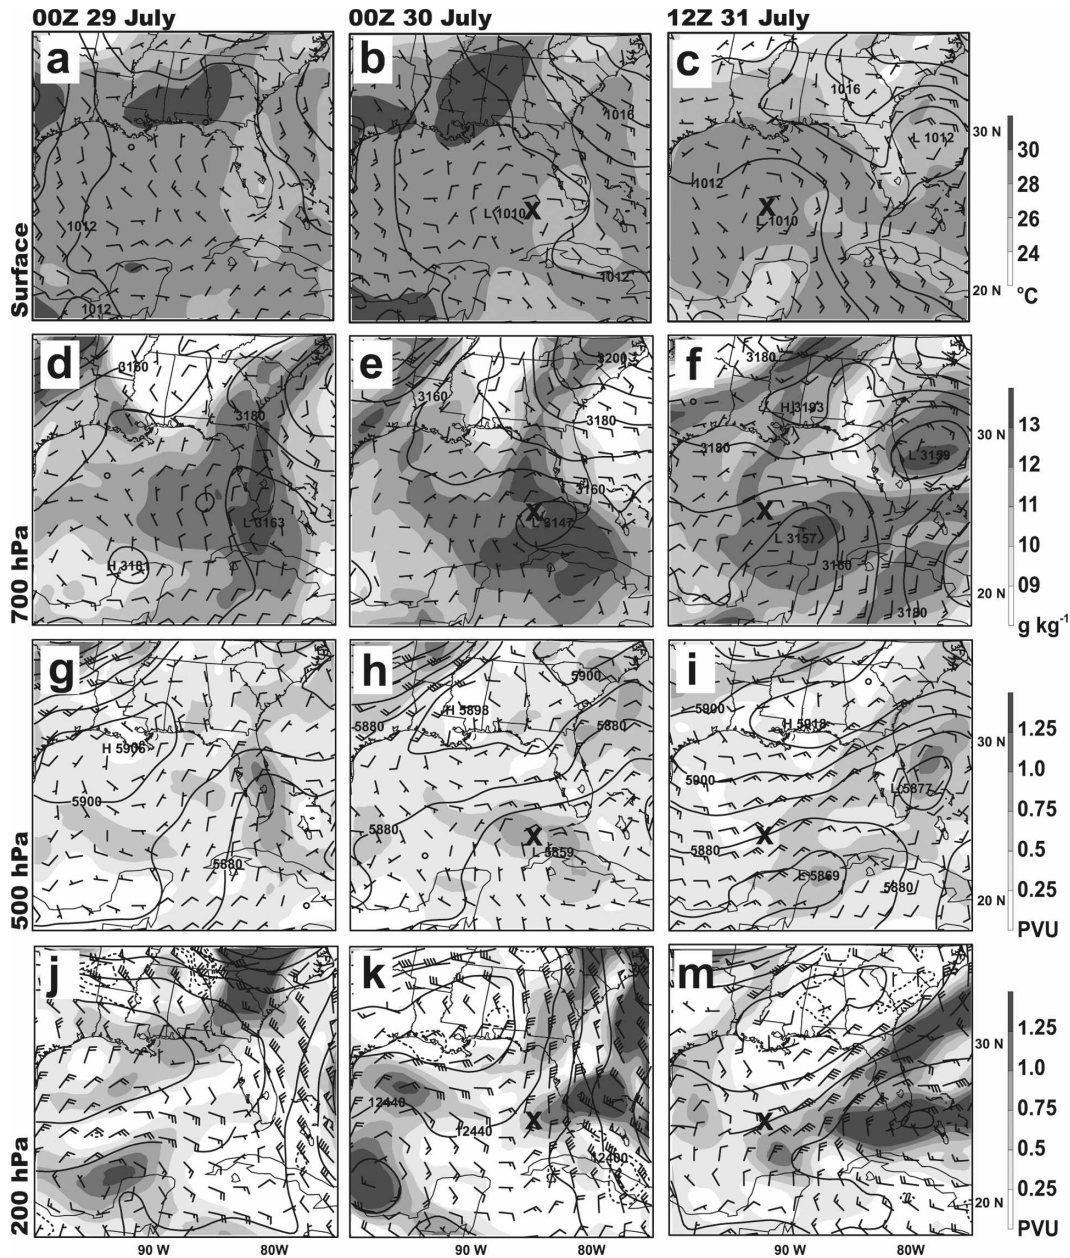 00Z 29 July 00Z 30 July 12Z 31 July
Surface
a b c
1012
1012
1016
L 1010
1012
1016
1012
L 1012
L 1010
30 N
20 N
30
28
26
24
°C
700 hPa
d e f
3160
3180
L 3163
H 3181
3200
3160
3180
3160
L 3147
3180
H 3193
3180
L 3159
L 3157
3160
3180
30 N
20 N
13
12
11
10
09
g kg-1
500 hPa
g h i
5900
5880
5900
H 5898
5880
5880
5880
L 5859
5900
H 5918
5900
L 5877
5880
L 5869
5880
30 N
20 N
1.25
1.0
0.75
0.5
0.25
PVU
200 hPa
j k m
12440
12440
12400
30 N
20 N
1.25
1.0
0.75
0.5
0.25
PVU
90 W 80W 90 W 80W 90 W 80W